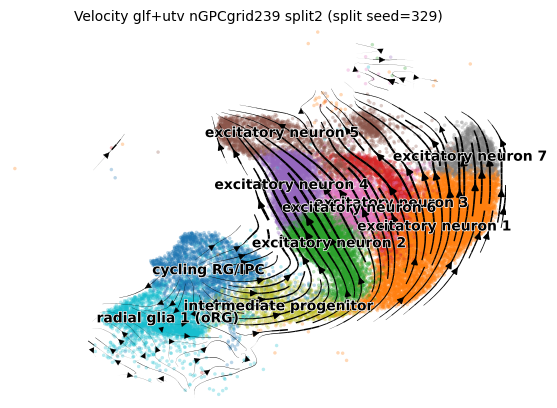 Velocity glf+utv nGPCgrid239 split2 (split seed=329)
excitatory neuron 5
excitatory neuron 7
excitatory neuron 4
excitatory neuron 3
excitatory neuron 6
excitatory neuron 1
excitatory neuron 2
cycling RG/IPC
intermediate progenitor
radial glia 1 (oRG)